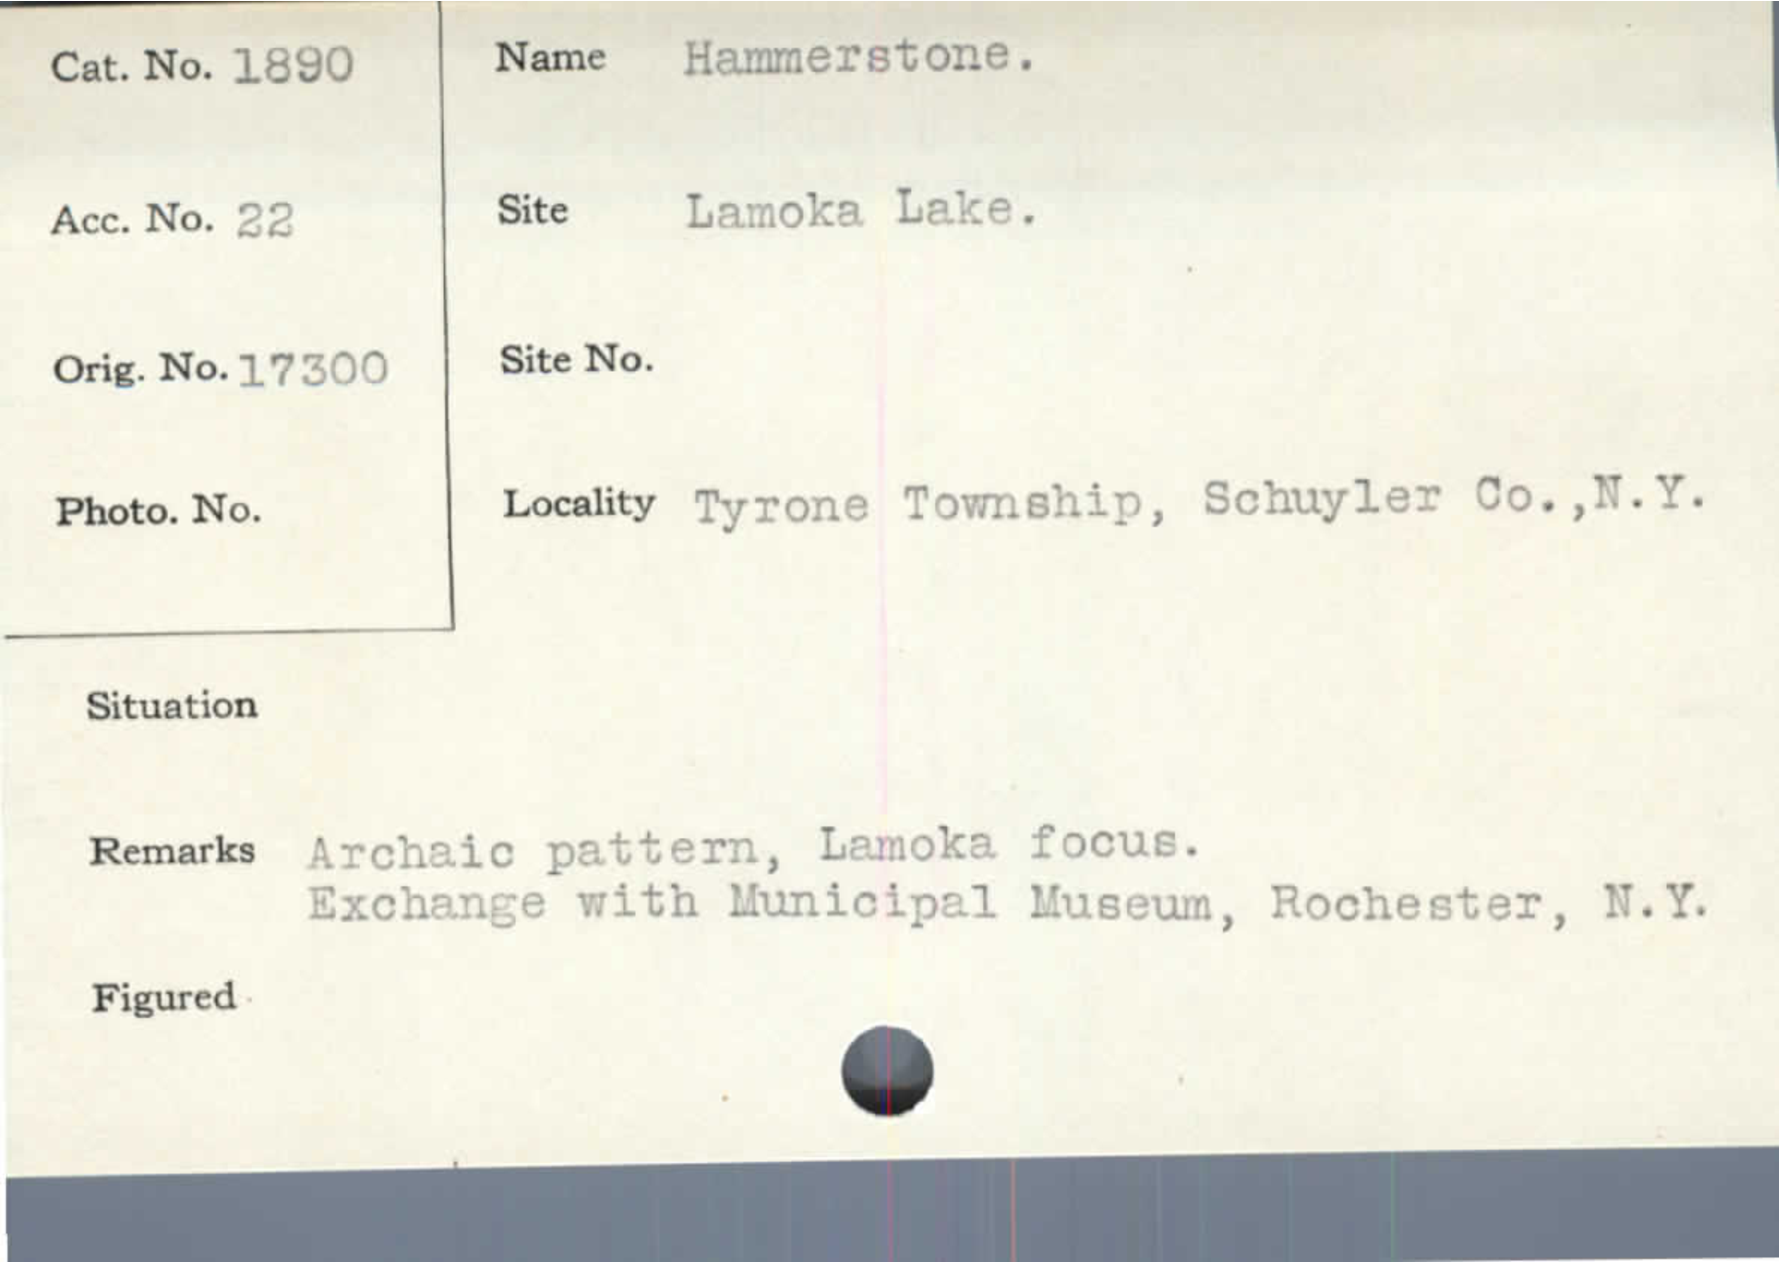 Cat. No. 1890
Name Hammerstone.
Acc. No. 22
Site Lamoka Lake.
Orig. No. 17300
Site No.
Photo. No.
Locality Tyrone Township, Schuyler Co.,N.Y.
Situation
Remarks Archaic pattern, Lamoka focus.
Exchange with Municipal Museum, Rochester, N.Y.
Figured